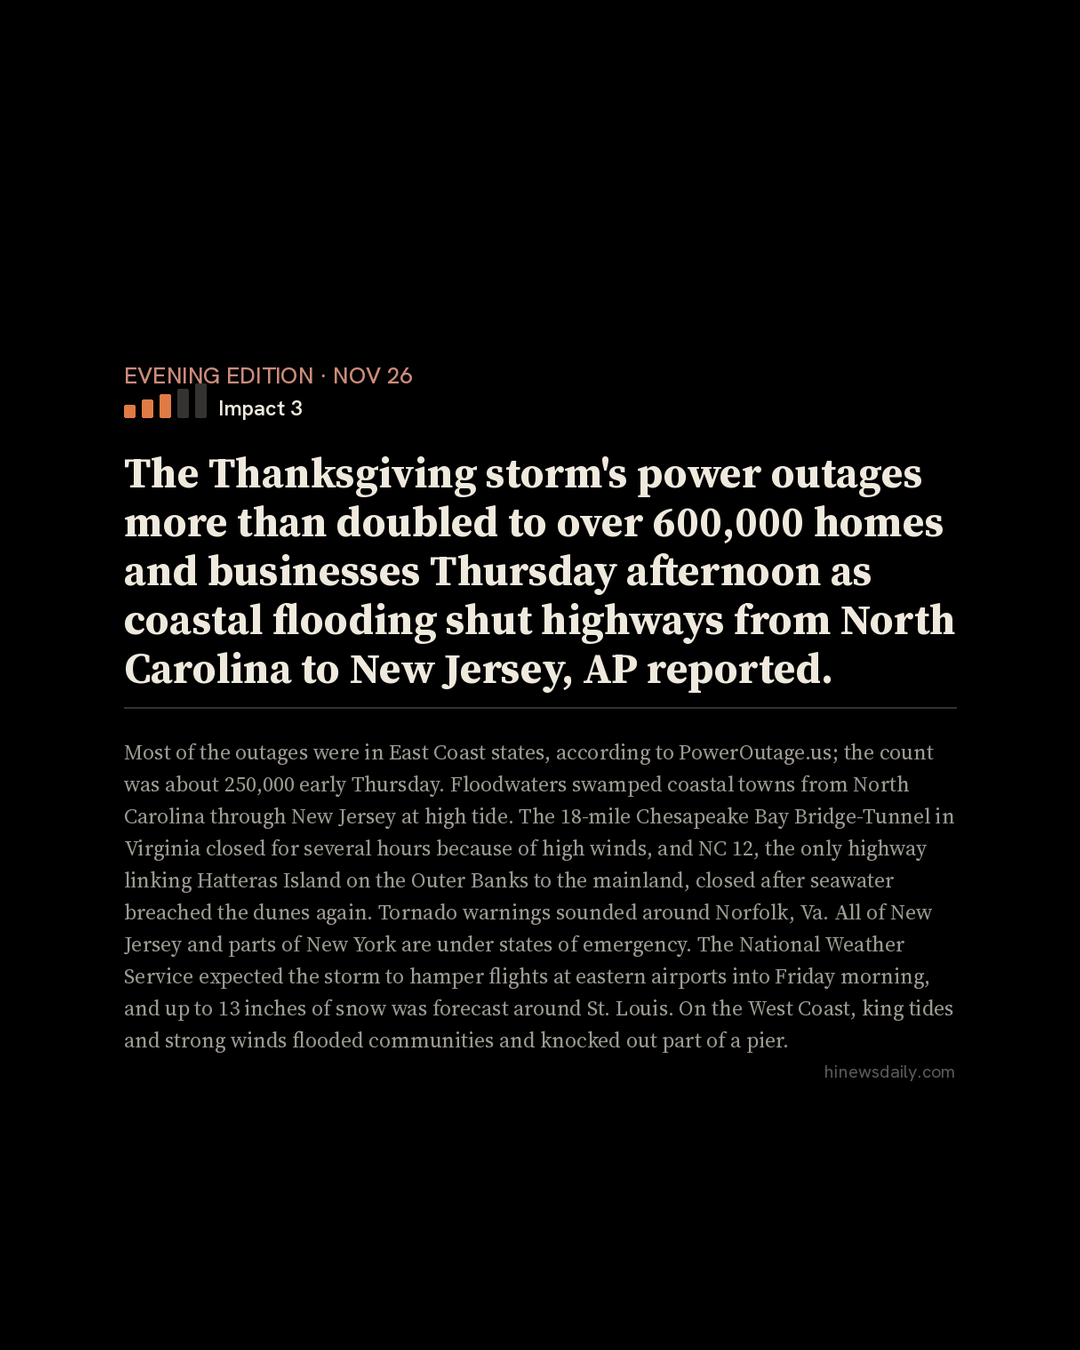 EVENING EDITION · NOV 26
Impact 3
The Thanksgiving storm's power outages
more than doubled to over 600,000 homes
and businesses Thursday afternoon as
coastal flooding shut highways from North
Carolina to New Jersey, AP reported.
Most of the outages were in East Coast states, according to PowerOutage.us; the count
was about 250,000 early Thursday. Floodwaters swamped coastal towns from North
Carolina through New Jersey at high tide. The 18-mile Chesapeake Bay Bridge-Tunnel in
Virginia closed for several hours because of high winds, and NC 12, the only highway
linking Hatteras Island on the Outer Banks to the mainland, closed after seawater
breached the dunes again. Tornado warnings sounded around Norfolk, Va. All of New
Jersey and parts of New York are under states of emergency. The National Weather
Service expected the storm to hamper flights at eastern airports into Friday morning,
and up to 13 inches of snow was forecast around St. Louis. On the West Coast, king tides
and strong winds flooded communities and knocked out part of a pier.
hinewsdaily.com